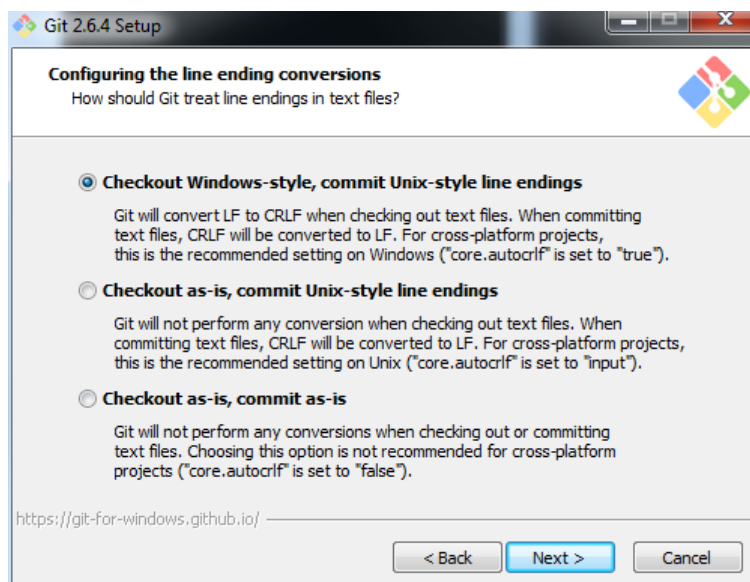 Git 2.6.4 Setup
Configuring the line ending conversions
How should Git treat line endings in text files?
Checkout Windows-style, commit Unix-style line endings
Git will convert LF to CRLF when checking out text files. When committing
text files, CRLF will be converted to LF. For cross-platform projects,
this is the recommended setting on Windows ("core.autocrlf" is set to "true").
Checkout as-is, commit Unix-style line endings
Git will not perform any conversion when checking out text files. When
committing text files, CRLF will be converted to LF. For cross-platform projects,
this is the recommended setting on Unix ("core.autocrlf" is set to "input").
Checkout as-is, commit as-is
Git will not perform any conversions when checking out or committing
text files. Choosing this option is not recommended for cross-platform
projects ("core.autocrlf" is set to "false").
https://git-for-windows.github.io/
< Back Next > Cancel